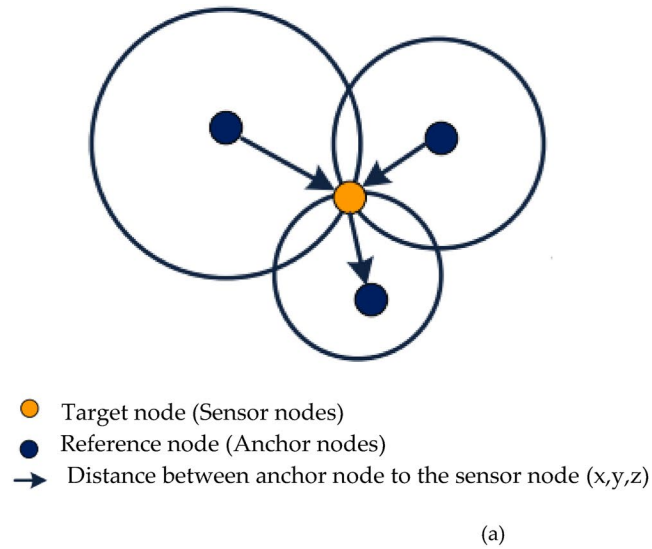 Target node (Sensor nodes)
Reference node (Anchor nodes)
Distance between anchor node to the sensor node (x,y,z)
(a)